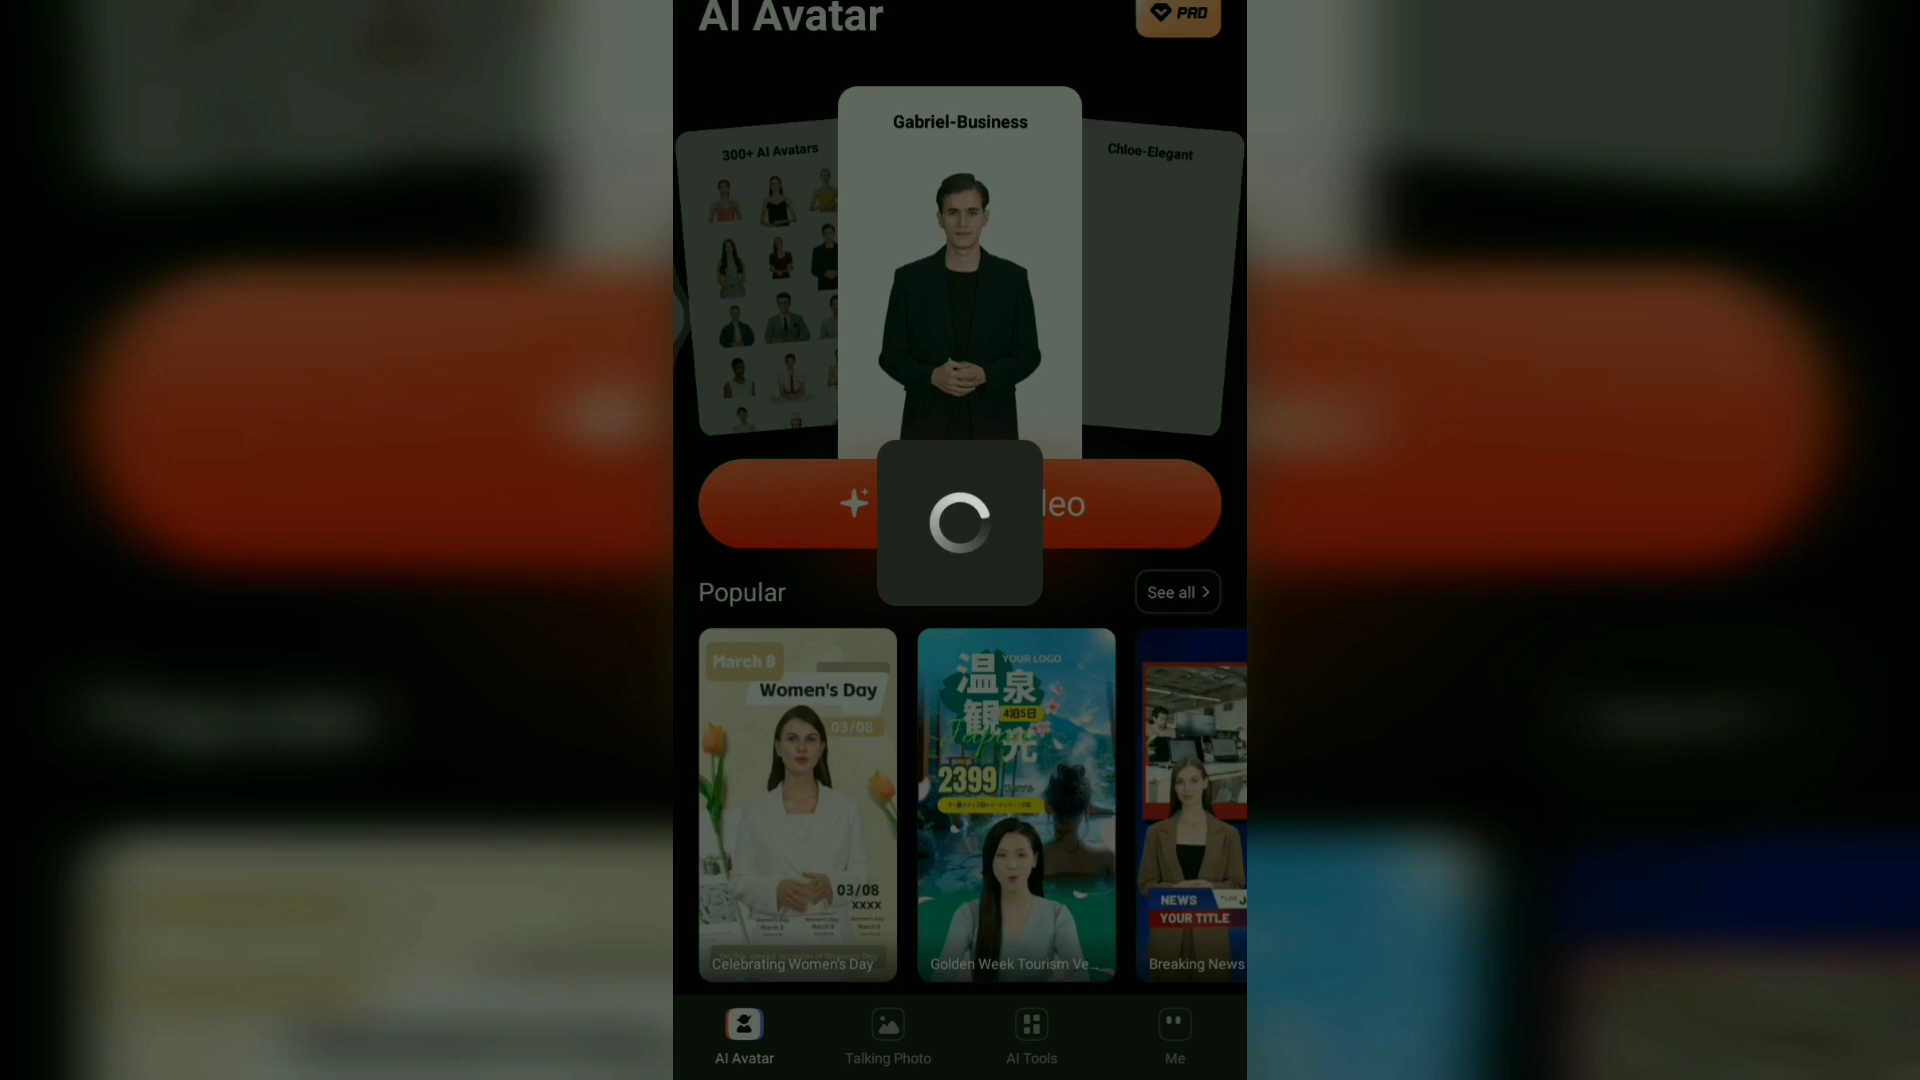 AI Avatar
PRO
300+ AI Avatars
Gabriel-Business
Chloe-Elegant
leo
Popular
See all
March 8
Women's Day
03/08
03/08
XXXX
Celebrating Women's Day
YOUR LOGO
温泉
観光
4泊5日
2399
Golden Week Tourism Ve...
NEWS
YOUR TITLE
Breaking News
AI Avatar
Talking Photo
AI Tools
Me